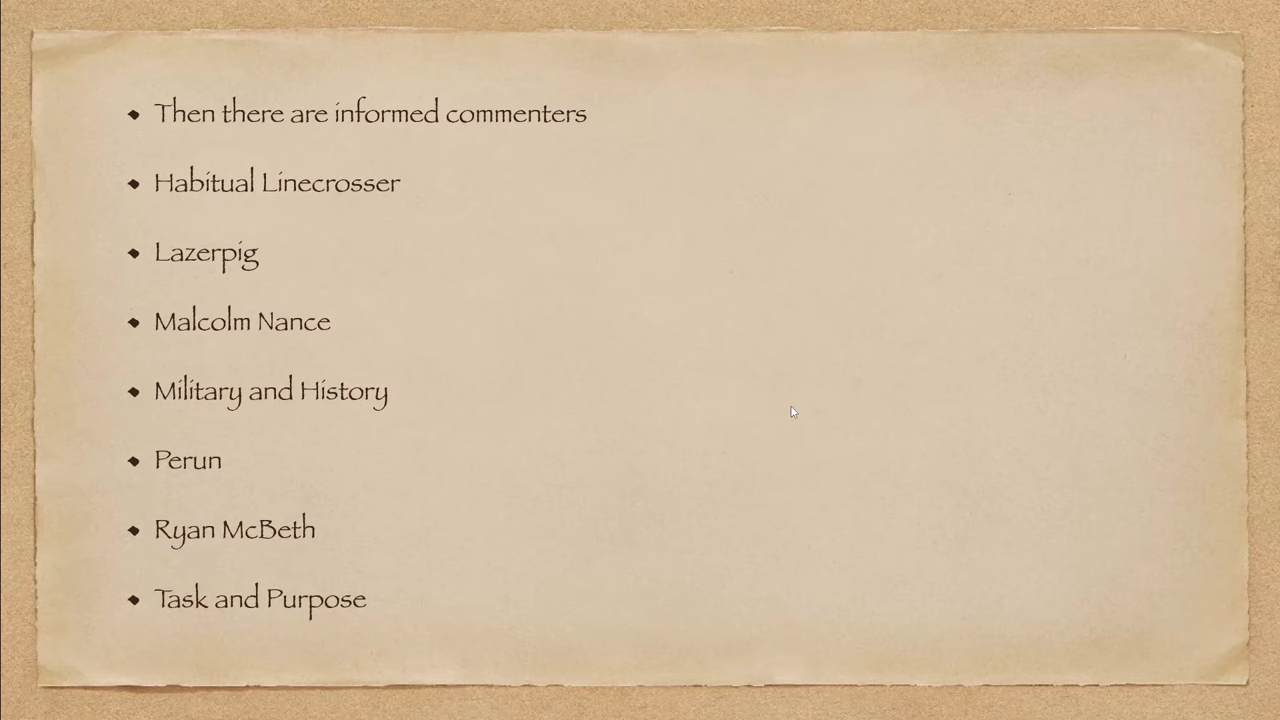 Then there are informed commenters
Habitual Linecrosser
Lazerpig
Malcolm Nance
Military and History
Perun
Ryan McBeth
Task and Purpose